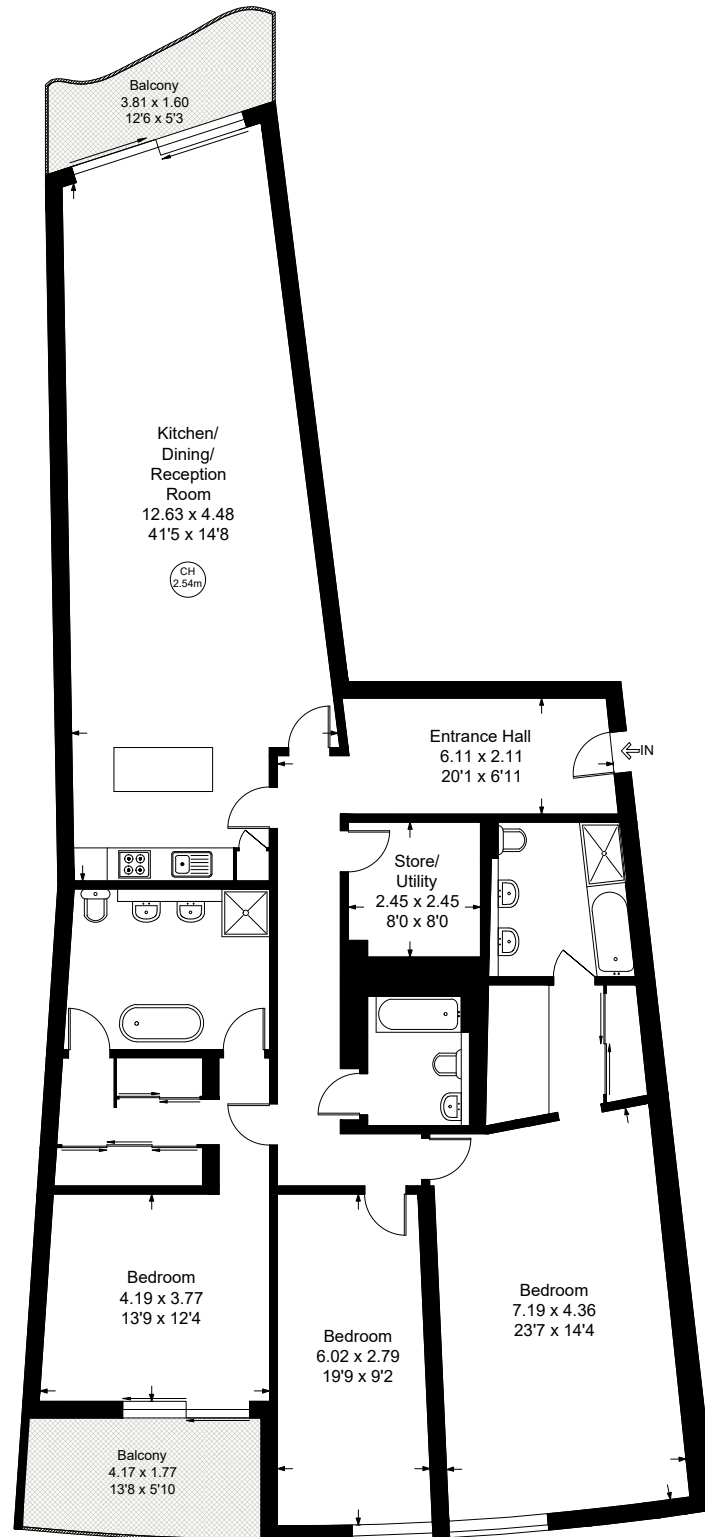 Balcony
3.81 x 1.60
12'6 x 5'3
Kitchen/
Dining/
Reception
Room
12.63 x 4.48
41'5 x 14'8
CH
2.54m
Entrance Hall
6.11 x 2.11
20'1 x 6'11
IN
Store/
Utility
2.45 x 2.45
8'0 x 8'0
Bedroom
4.19 x 3.77
13'9 x 12'4
Bedroom
6.02 x 2.79
19'9 x 9'2
Bedroom
7.19 x 4.36
23'7 x 14'4
Balcony
4.17 x 1.77
13'8 x 5'10